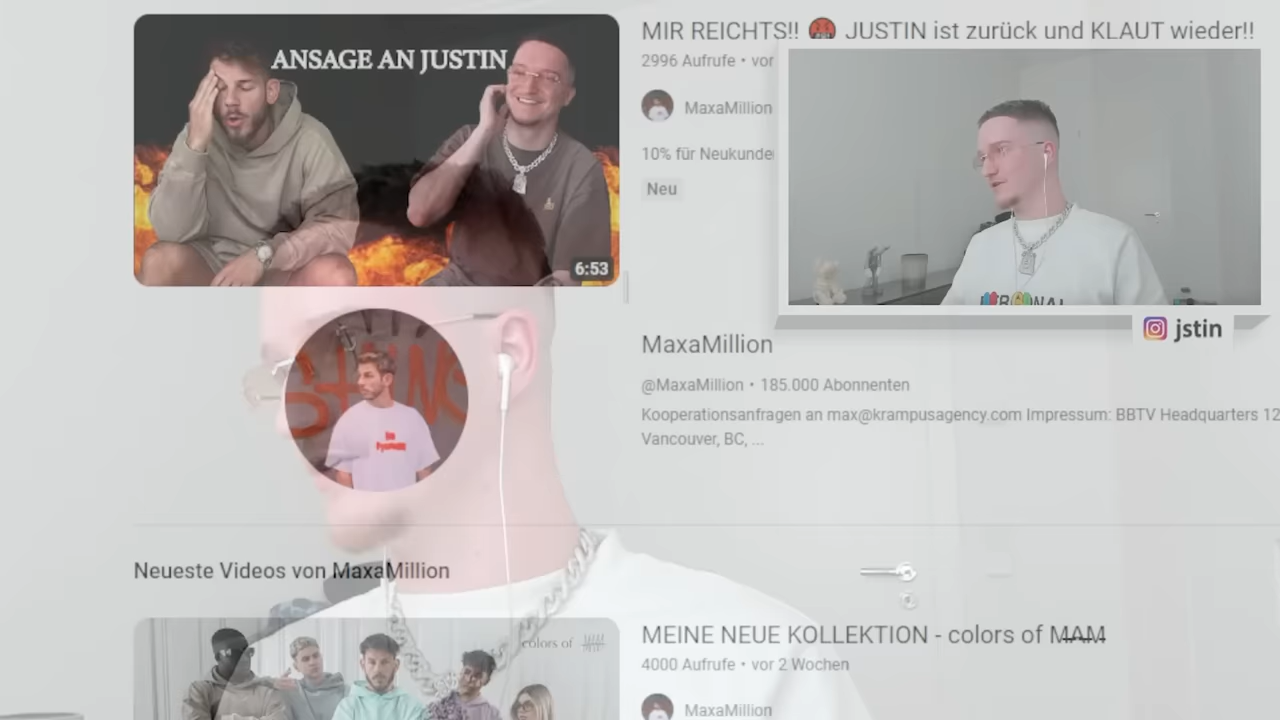 ANSAGE AN JUSTIN
6:53
MIR REICHTS!! 🤬 JUSTIN ist zurück und KLAUT wieder!!
2996 Aufrufe • vor
MaxaMillion
10% für Neukunde
Neu
jstin
MaxaMillion
@MaxaMillion • 185.000 Abonnenten
Kooperationsanfragen an max@krampusagency.com Impressum: BBTV Headquarters 12
Vancouver, BC, ...
Neueste Videos von MaxaMillion
colors of
MEINE NEUE KOLLEKTION - colors of MAM
4000 Aufrufe • vor 2 Wochen
MaxaMillion